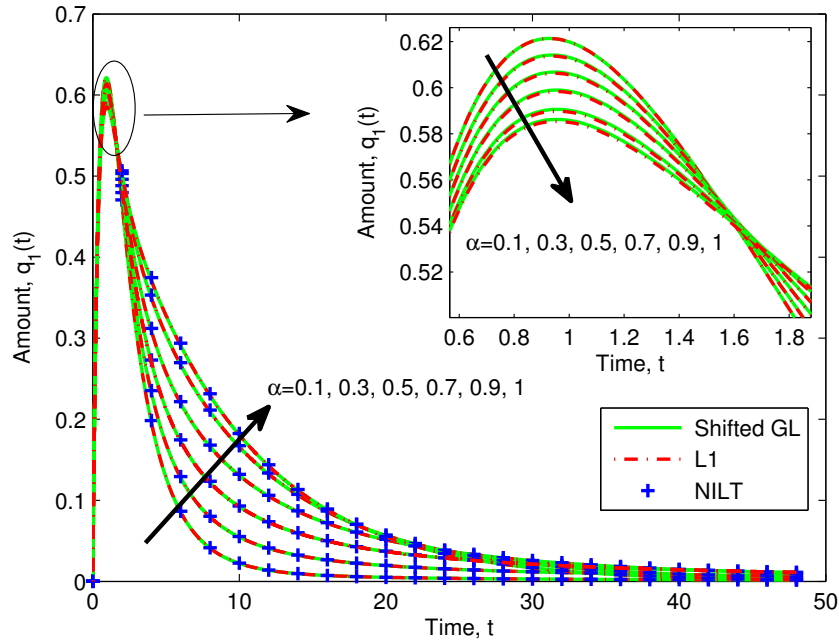 0.7
0.6
0.5
0.4
0.3
0.2
0.1
0
Amount, q1(t)
0 10 20 30 40 50
Time, t
0.62
0.6
0.58
0.56
0.54
0.52
Amount, q1(t)
0.6 0.8 1 1.2 1.4 1.6 1.8
Time, t
α=0.1, 0.3, 0.5, 0.7, 0.9, 1
α=0.1, 0.3, 0.5, 0.7, 0.9, 1
Shifted GL
L1
NILT